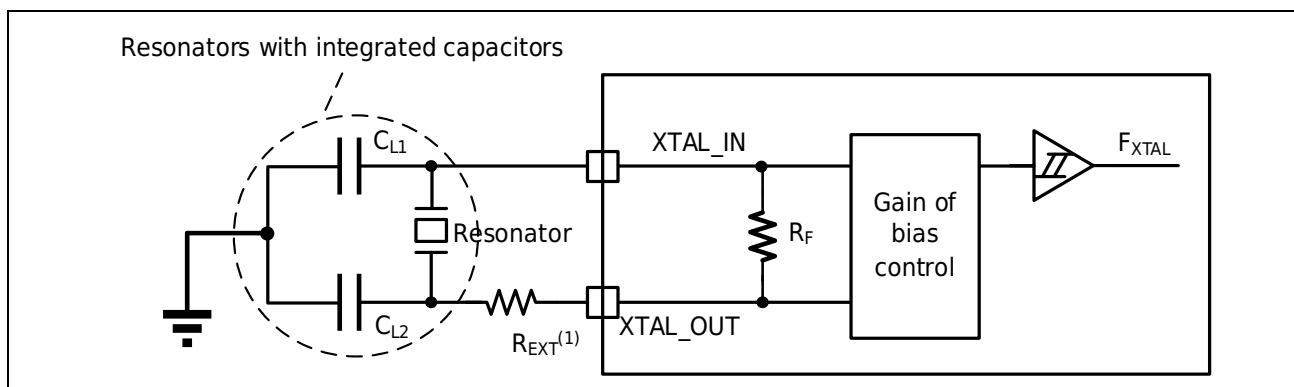 Resonators with integrated capacitors
CL1
XTAL_IN
FXTAL
Resonator
RF
Gain of
bias
control
CL2
REXT(1)
XTAL_OUT